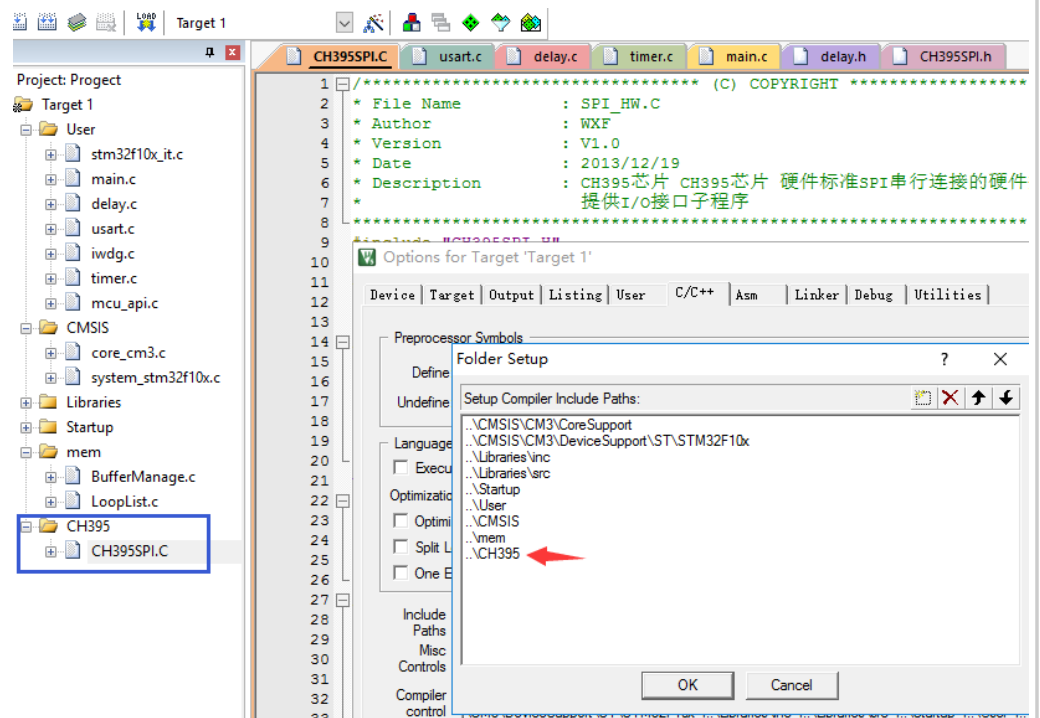 LOAD
Target 1
Project: Progect
Target 1
User
stm32f10x_it.c
main.c
delay.c
usart.c
iwdg.c
timer.c
mcu_api.c
CMSIS
core_cm3.c
system_stm32f10x.c
Libraries
Startup
mem
BufferManage.c
LoopList.c
CH395
CH395SPI.C
CH395SPI.C usart.c delay.c timer.c main.c delay.h CH395SPI.h
1 /********************************** (C) COPYRIGHT ******************
2 * File Name : SPI_HW.C
3 * Author : WXF
4 * Version : V1.0
5 * Date : 2013/12/19
6 * Description : CH395芯片 CH395芯片 硬件标准SPI串行连接的硬件
7 * 提供I/O接口子程序
8 *******************************************************************
9 #include "CH395SPI.H"
10
11
12
13
14
15
16
17
18
19
20
21
22
23
24
25
26
27
28
29
30
31
32
33
Options for Target 'Target 1'
Device Target Output Listing User C/C++ Asm Linker Debug Utilities
Preprocessor Symbols
Define
Undefine
Language
Execu
Optimizatio
Optimi
Split L
One E
Include
Paths
Misc
Controls
Compiler
control
Folder Setup ?
Setup Compiler Include Paths:
..\CMSIS\CM3\CoreSupport
..\CMSIS\CM3\DeviceSupport\ST\STM32F10x
..\Libraries\inc
..\Libraries\src
..\Startup
..\User
..\CMSIS
..\mem
..\CH395
OK Cancel